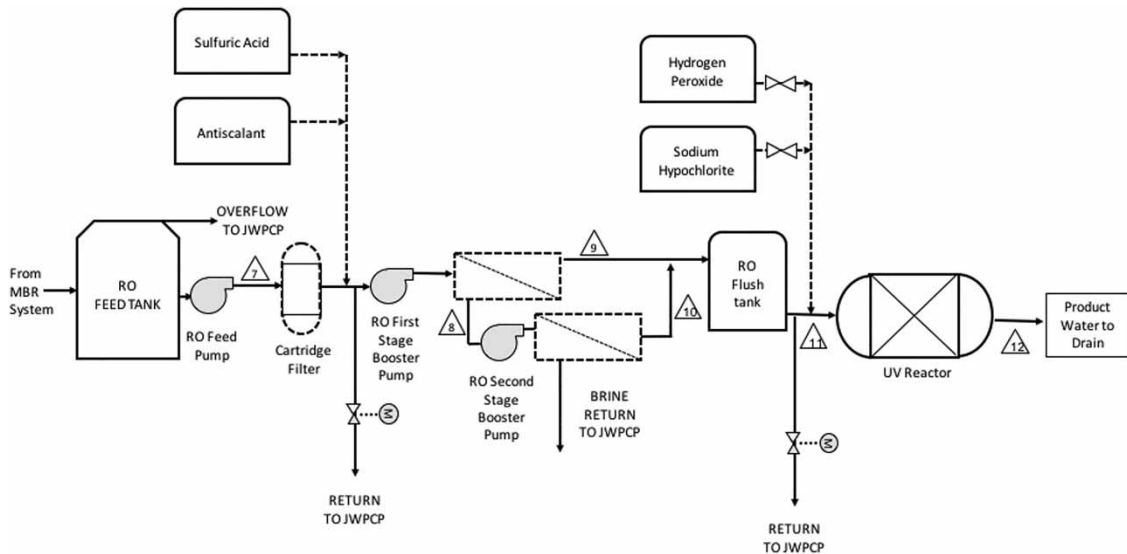 Sulfuric Acid
Antiscalant
Hydrogen
Peroxide
Sodium
Hypochlorite
OVERFLOW
TO JWPCP
From
MBR
System
RO
FEED TANK
7
RO Feed
Pump
Cartridge
Filter
RO First
Stage
Booster
Pump
8
9
10
RO Second
Stage
Booster
Pump
BRINE
RETURN
TO JWPCP
RO
Flush
tank
11
UV Reactor
12
Product
Water to
Drain
M
RETURN
TO JWPCP
M
RETURN
TO JWPCP